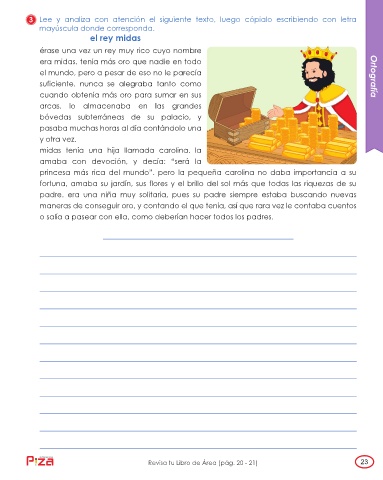 3 Lee y analiza con atención el siguiente texto, luego cópialo escribiendo con letra
mayúscula donde corresponda.
el rey midas
érase una vez un rey muy rico cuyo nombre
era midas. tenía más oro que nadie en todo
el mundo, pero a pesar de eso no le parecía
suficiente. nunca se alegraba tanto como
cuando obtenía más oro para sumar en sus
arcas. lo almacenaba en las grandes
bóvedas subterráneas de su palacio, y
pasaba muchas horas al día contándolo una
y otra vez.
midas tenía una hija llamada carolina. la
amaba con devoción, y decía: “será la
princesa más rica del mundo”. pero la pequeña carolina no daba importancia a su
fortuna. amaba su jardín, sus flores y el brillo del sol más que todas las riquezas de su
padre. era una niña muy solitaria, pues su padre siempre estaba buscando nuevas
maneras de conseguir oro, y contando el que tenía, así que rara vez le contaba cuentos
o salía a pasear con ella, como deberían hacer todos los padres.
Ortografía
Piza
Revisa tu Libro de Área (pág. 20 - 21)
23